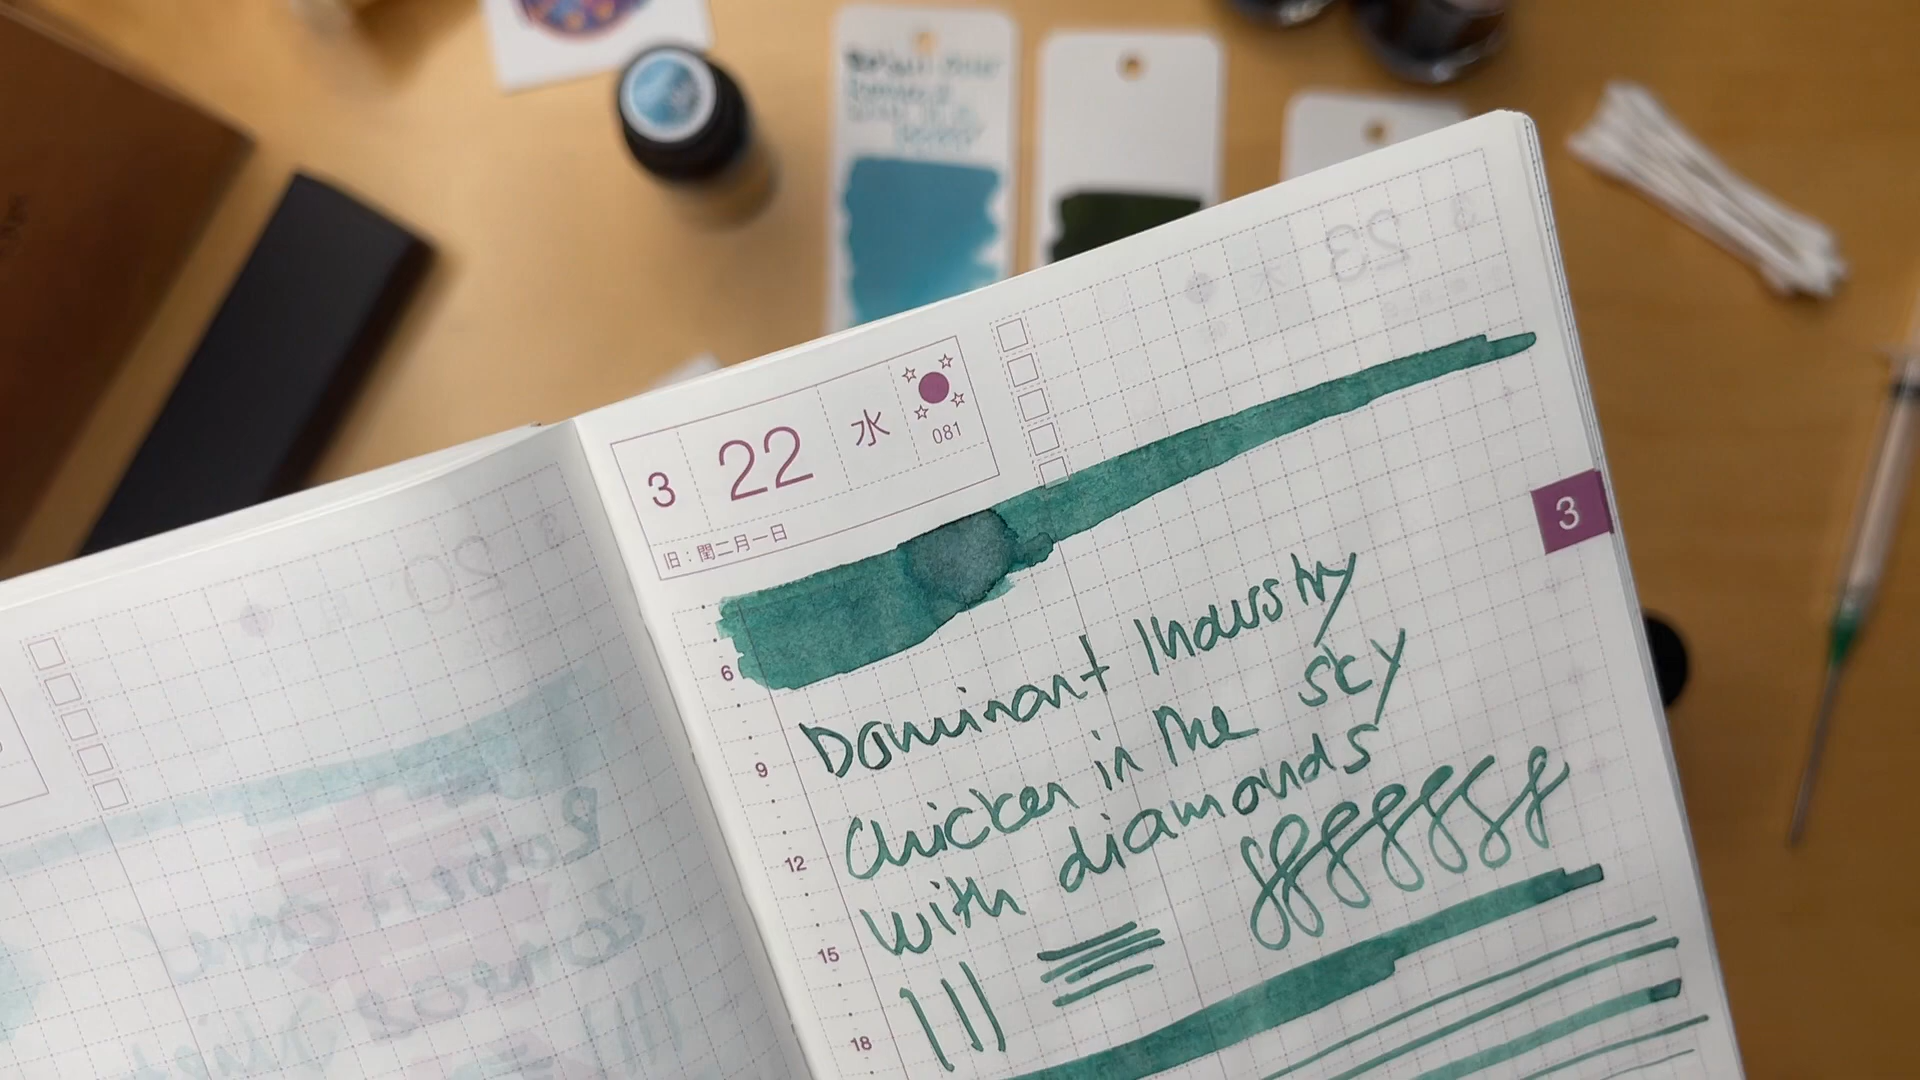 3 22 水 081
旧:閏二月一日
3
6
Dominant Industry
9
Chicken in the sky
12
with diamonds
15
18